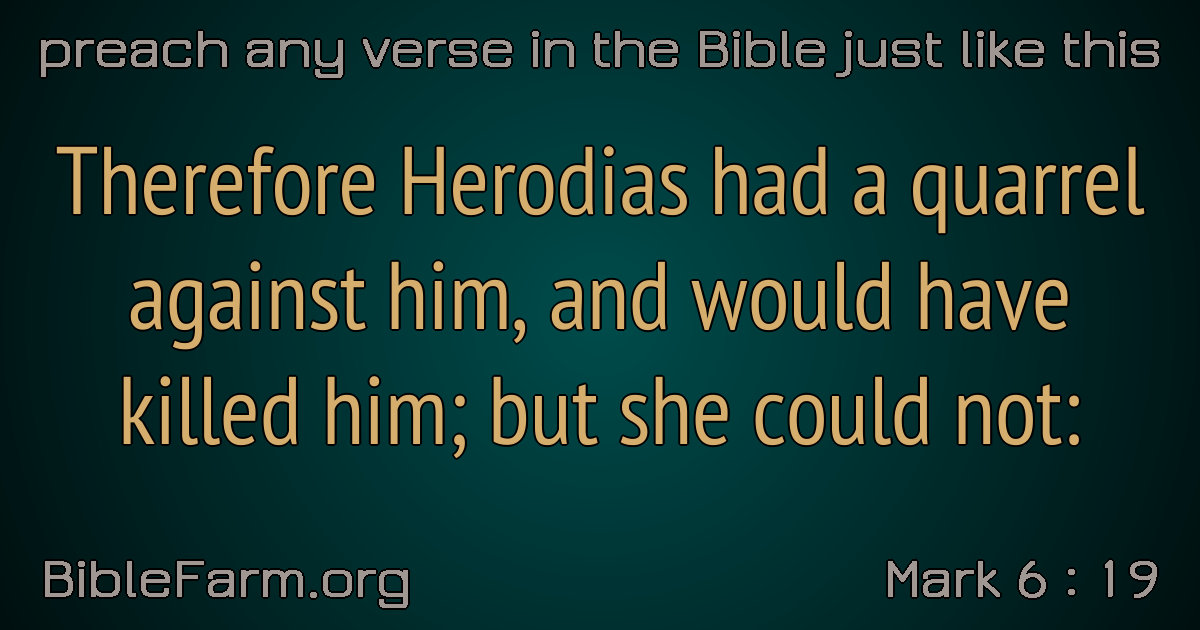 preach any verse in the Bible just like this
Therefore Herodias had a quarrel
against him, and would have
killed him; but she could not:
BibleFarm.org
Mark 6 : 19